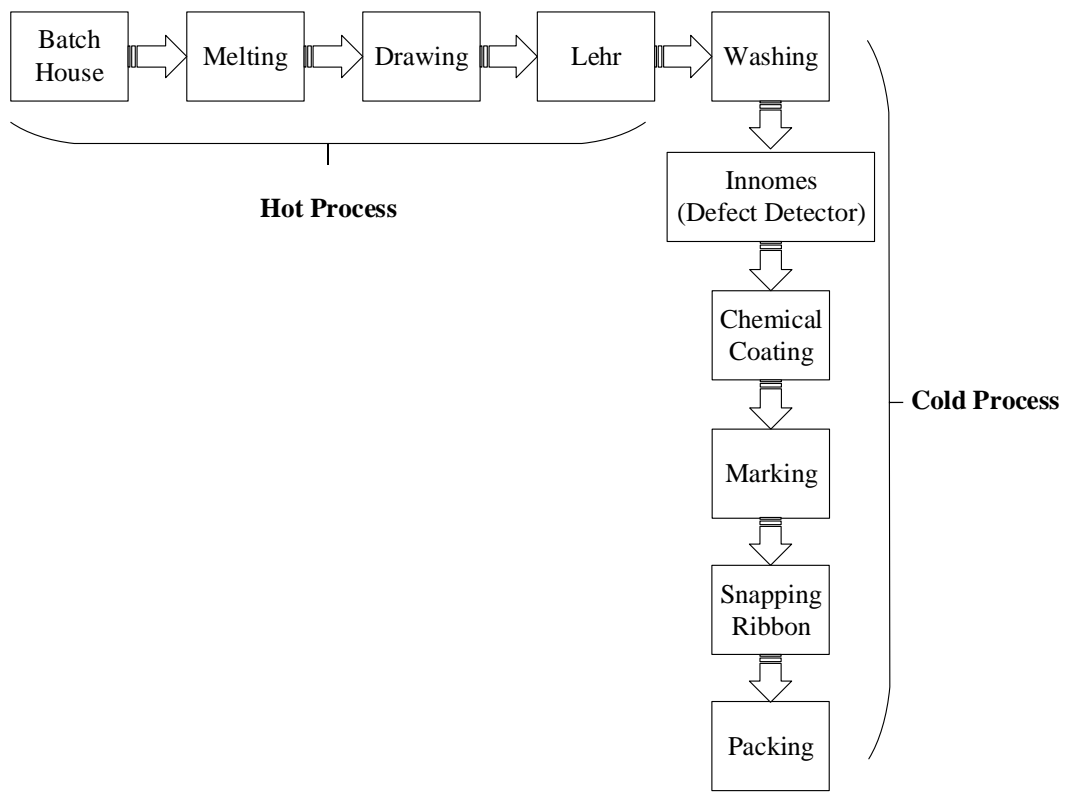 Batch
House
Melting
Drawing
Lehr
Washing
Hot Process
Innomes
(Defect Detector)
Chemical
Coating
Cold Process
Marking
Snapping
Ribbon
Packing